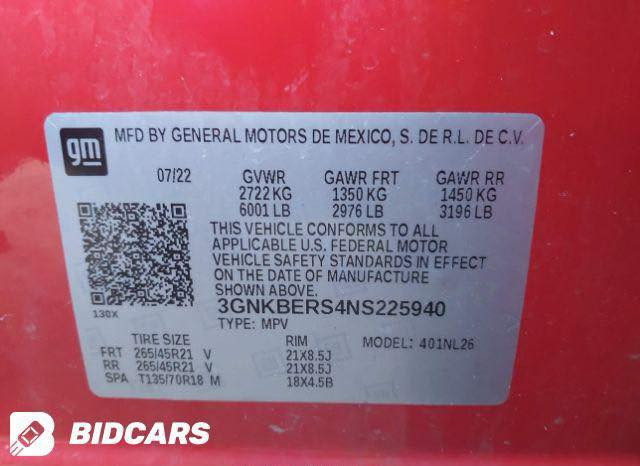 gm
MFD BY GENERAL MOTORS DE MEXICO, S. DE R.L. DE C.V.
07/22 GVWR GAWR FRT GAWR RR
2722 KG 1350 KG 1450 KG
6001 LB 2976 LB 3196 LB
THIS VEHICLE CONFORMS TO ALL
APPLICABLE U.S. FEDERAL MOTOR
VEHICLE SAFETY STANDARDS IN EFFECT
ON THE DATE OF MANUFACTURE
SHOWN ABOVE.
130X
3GNKBERS4NS225940
TYPE: MPV
TIRE SIZE RIM MODEL: 401NL26
FRT 265/45R21 V 21X8.5J
RR 265/45R21 V 21X8.5J
SPA T135/70R18 M 18X4.5B
BIDCARS